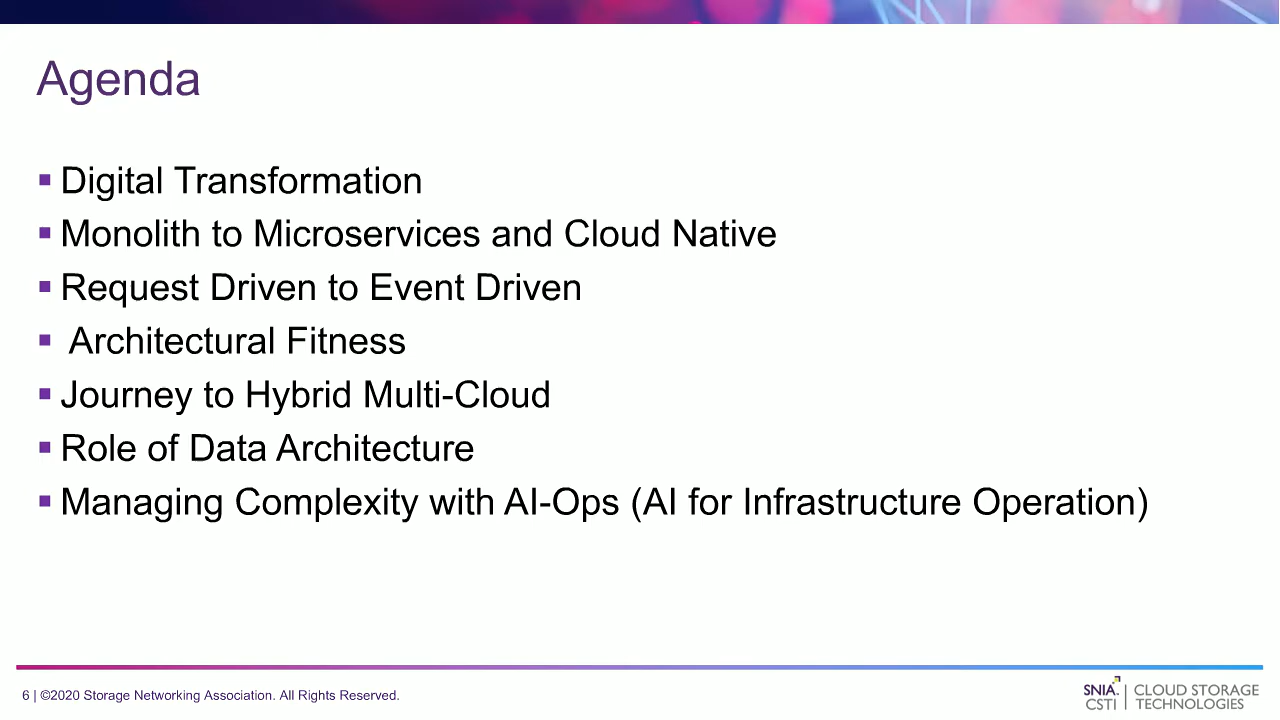 Agenda
▪ Digital Transformation
▪ Monolith to Microservices and Cloud Native
▪ Request Driven to Event Driven
▪ Architectural Fitness
▪ Journey to Hybrid Multi-Cloud
▪ Role of Data Architecture
▪ Managing Complexity with AI-Ops (AI for Infrastructure Operation)
6 | ©2020 Storage Networking Association. All Rights Reserved.
SNIA. | CLOUD STORAGE
CSTI | TECHNOLOGIES